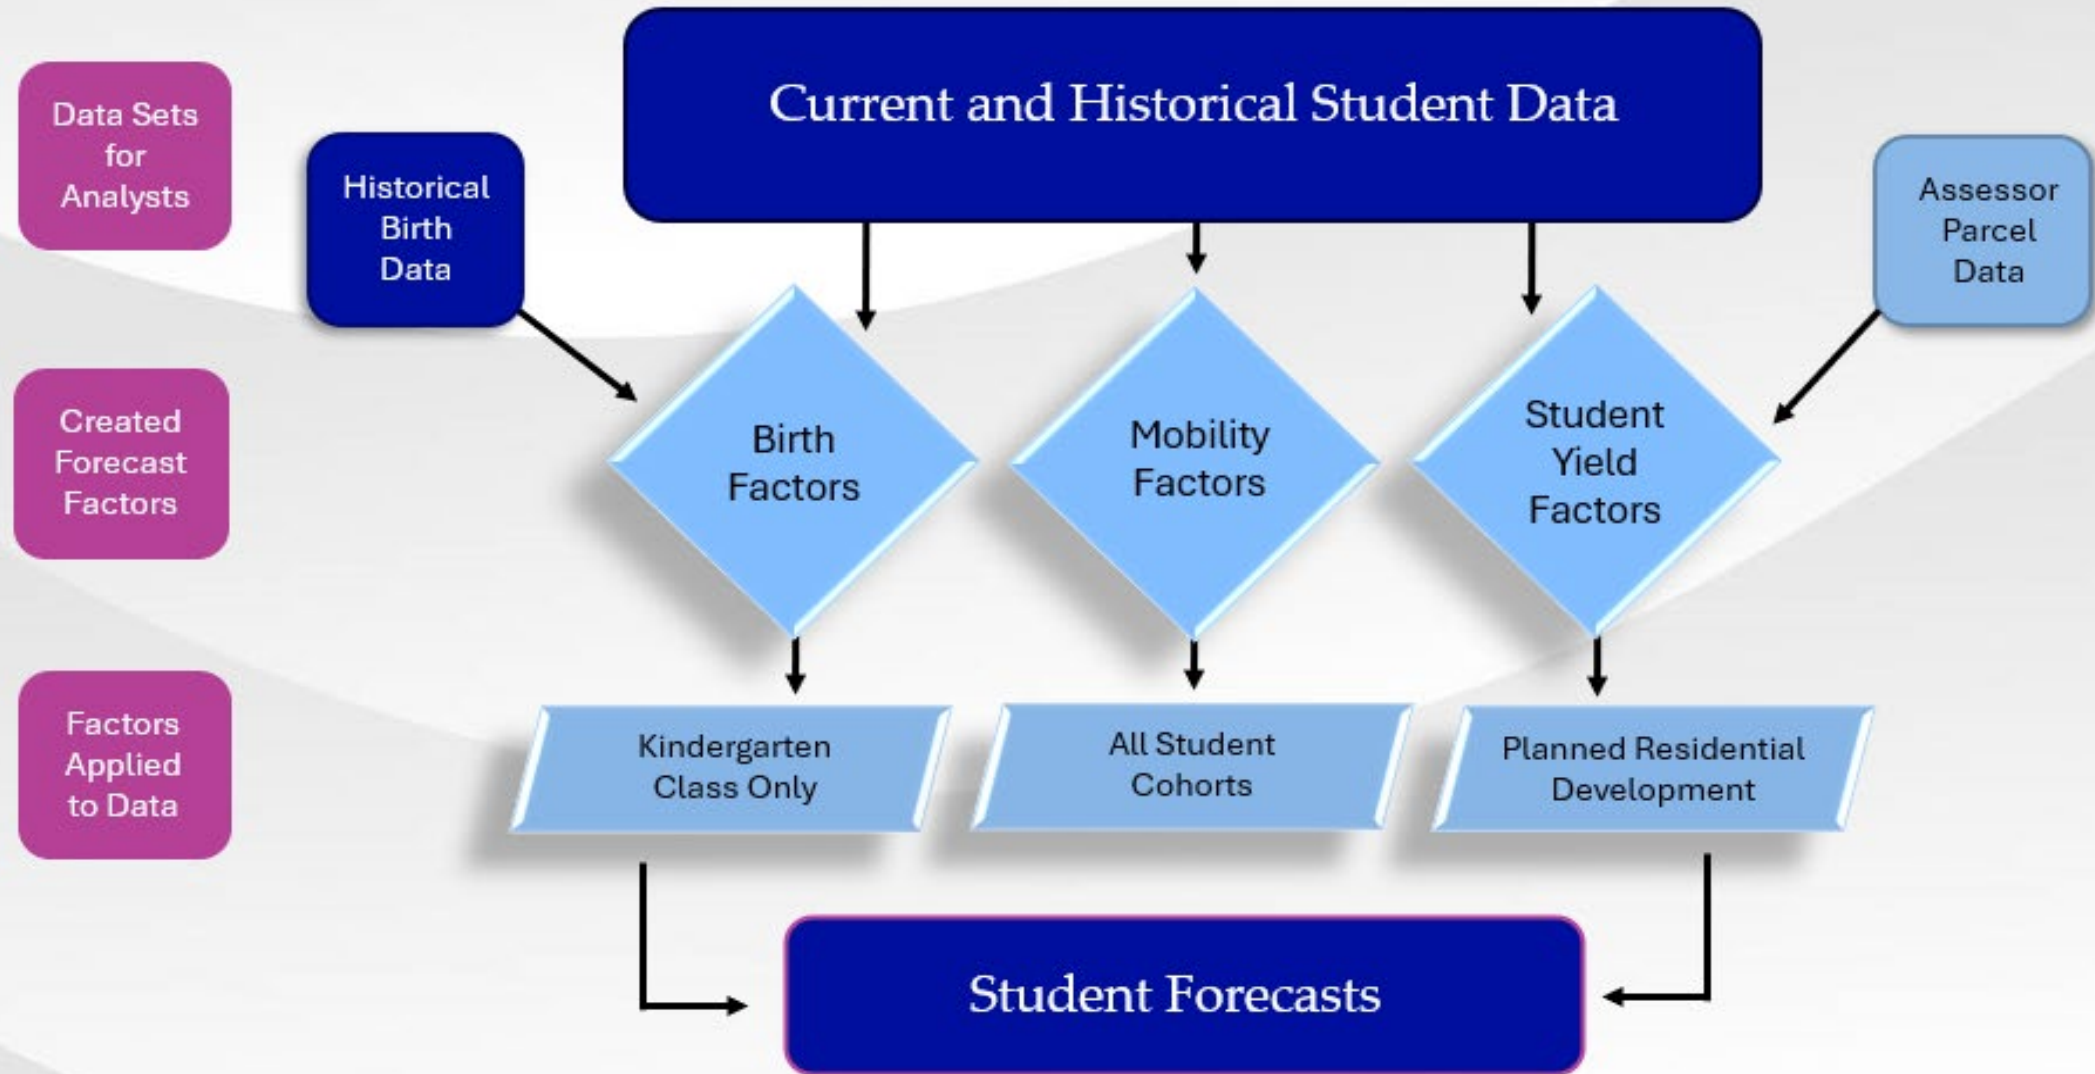 Current and Historical Student Data
Data Sets
for
Analysts
Historical
Birth
Data
Assessor
Parcel
Data
Created
Forecast
Factors
Birth
Factors
Mobility
Factors
Student
Yield
Factors
Factors
Applied
to Data
Kindergarten
Class Only
All Student
Cohorts
Planned Residential
Development
Student Forecasts